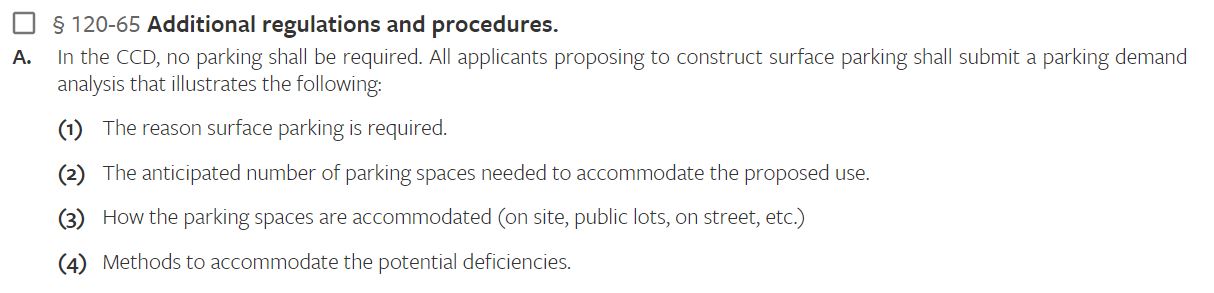 § 120-65 Additional regulations and procedures.
A. In the CCD, no parking shall be required. All applicants proposing to construct surface parking shall submit a parking demand
analysis that illustrates the following:
(1) The reason surface parking is required.
(2) The anticipated number of parking spaces needed to accommodate the proposed use.
(3) How the parking spaces are accommodated (on site, public lots, on street, etc.)
(4) Methods to accommodate the potential deficiencies.